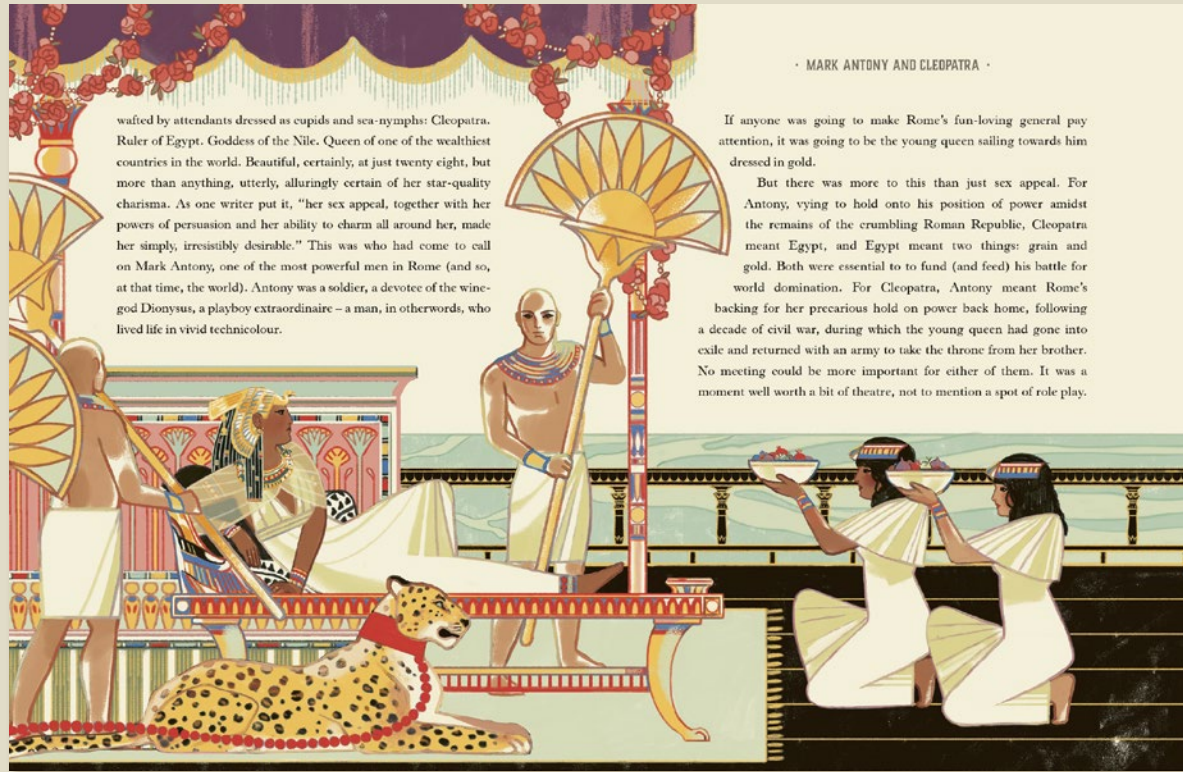 wafted by attendants dressed as cupids and sea-nymphs: Cleopatra.
Ruler of Egypt. Goddess of the Nile. Queen of one of the wealthiest
countries in the world. Beautiful, certainly, at just twenty eight, but
more than anything, utterly, alluringly certain of her star-quality
charisma. As one writer put it, “her sex appeal, together with her
powers of persuasion and her ability to charm all around her, made
her simply, irresistibly desirable.” This was who had come to call
on Mark Antony, one of the most powerful men in Rome (and so,
at that time, the world). Antony was a soldier, a devotee of the wine-
god Dionysus, a playboy extraordinaire – a man, in otherwords, who
lived life in vivid technicolour.
· MARK ANTONY AND CLEOPATRA ·
If anyone was going to make Rome’s fun-loving general pay
attention, it was going to be the young queen sailing towards him
dressed in gold.
But there was more to this than just sex appeal. For
Antony, vying to hold onto his position of power amidst
the remains of the crumbling Roman Republic, Cleopatra
meant Egypt, and Egypt meant two things: grain and
gold. Both were essential to to fund (and feed) his battle for
world domination. For Cleopatra, Antony meant Rome’s
backing for her precarious hold on power back home, following
a decade of civil war, during which the young queen had gone into
exile and returned with an army to take the throne from her brother.
No meeting could be more important for either of them. It was a
moment well worth a bit of theatre, not to mention a spot of role play.